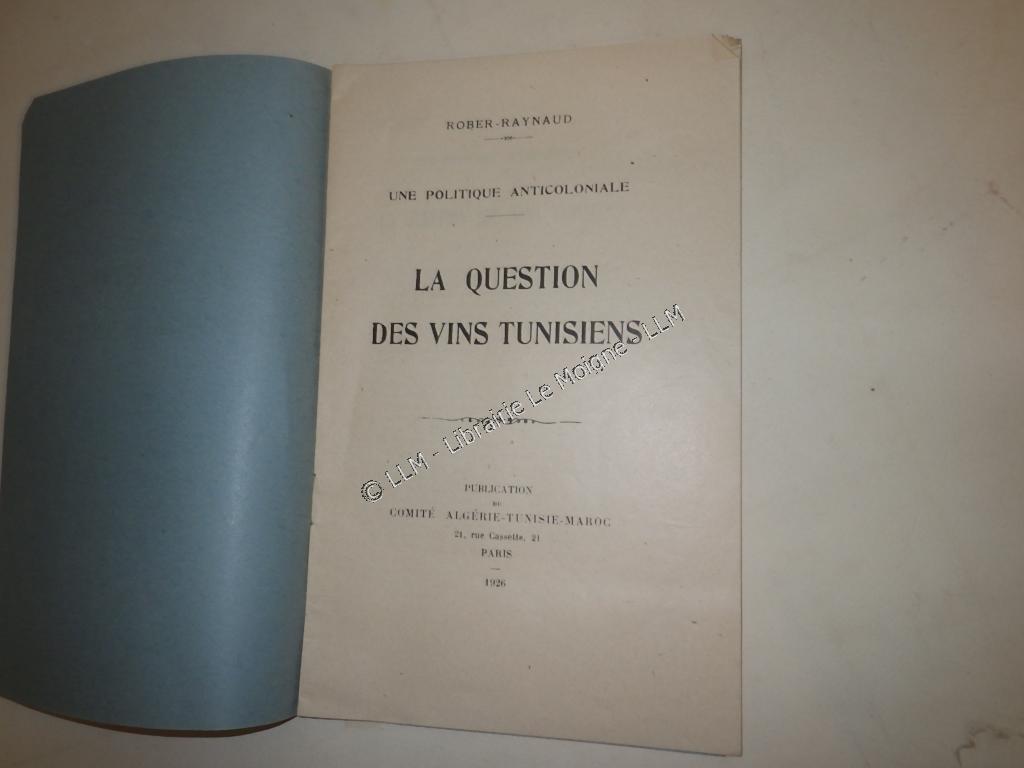 ROBER-RAYNAUD
UNE POLITIQUE ANTICOLONIALE
LA QUESTION
DES VINS TUNISIENS
© LLM - Librairie Le Moigne - LLM
PUBLICATION
DU
COMITÉ ALGÉRIE-TUNISIE-MAROC
21, rue Cassette, 21
PARIS
1926